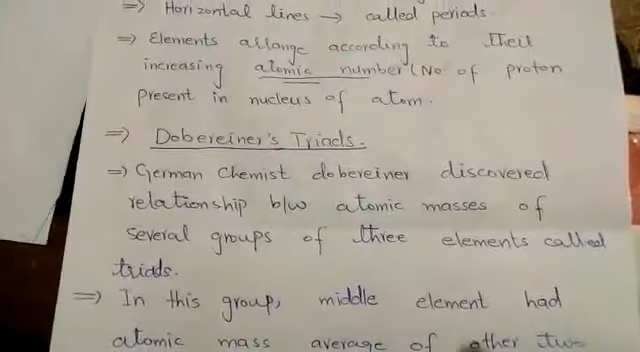 ⇒ Horizontal lines → called periods.
⇒ Elements allange according to their
increasing atomic number (No. of proton
present in nucleus of atom.
⇒ Dobereiner's Triads.
⇒ German Chemist dobereiner discovered
relationship b/w atomic masses of
several groups of three elements called
triads.
⇒ In this group, middle element had
atomic mass average of other two